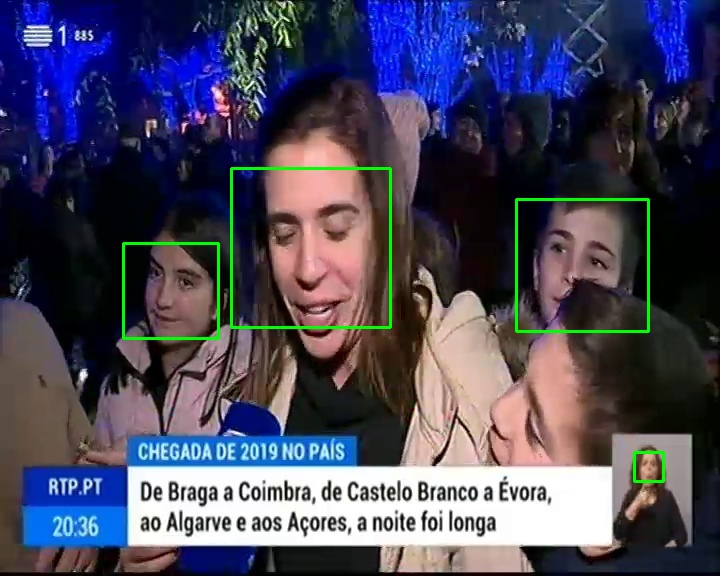 1 885
CHEGADA DE 2019 NO PAÍS
RTP.PT
De Braga a Coimbra, de Castelo Branco a Évora,
20:36
ao Algarve e aos Açores, a noite foi longa